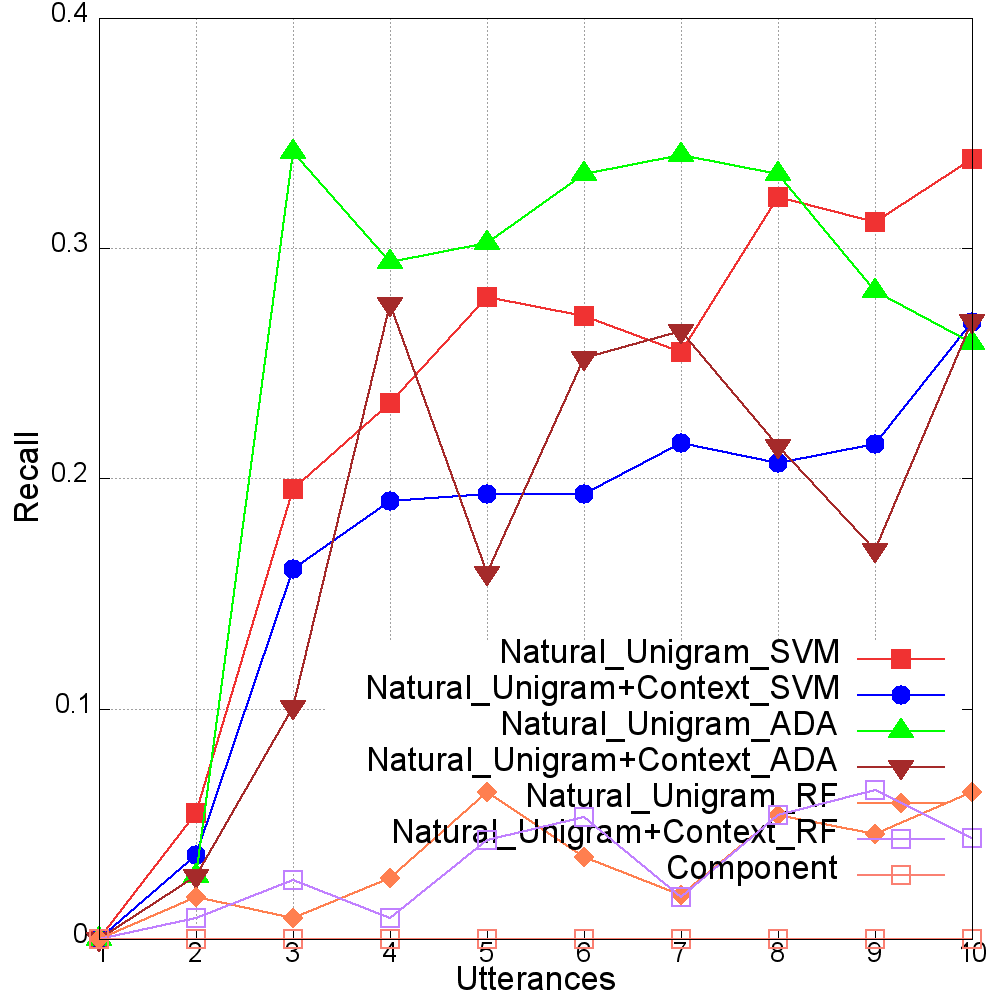 0.4
0.3
0.2
0.1
0
Recall
Natural_Unigram_SVM
Natural_Unigram+Context_SVM
Natural_Unigram_ADA
Natural_Unigram+Context_ADA
Natural_Unigram_RF
Natural_Unigram+Context_RF
Component
1 2 3 4 5 6 7 8 9 10
Utterances